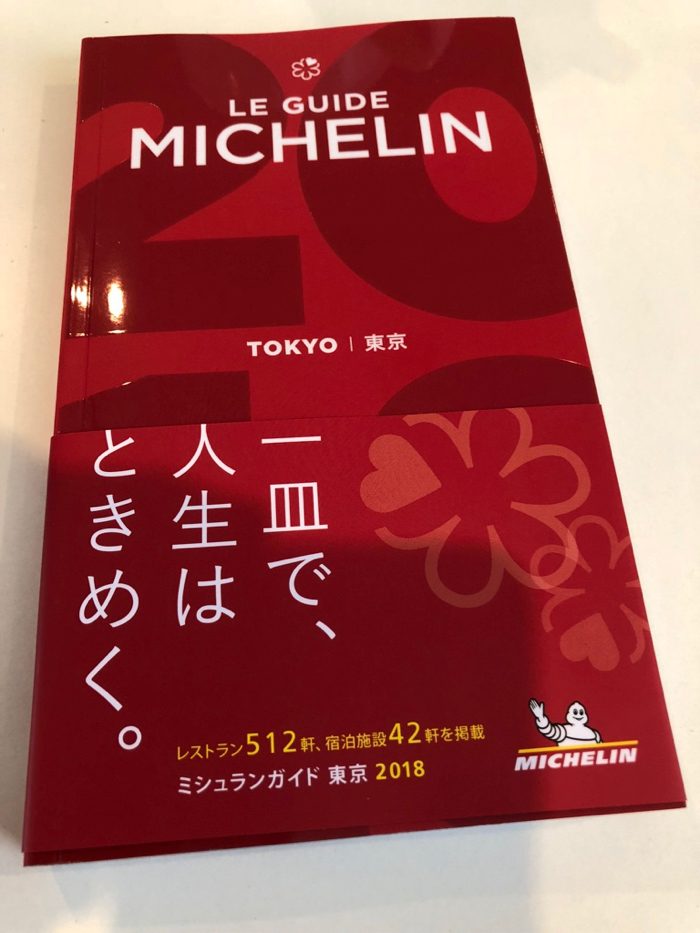 20
LE GUIDE
MICHELIN
TOKYO | 東京
一皿で、
人生は
ときめく。
レストラン512軒、宿泊施設42軒を掲載
ミシュランガイド 東京 2018
MICHELIN